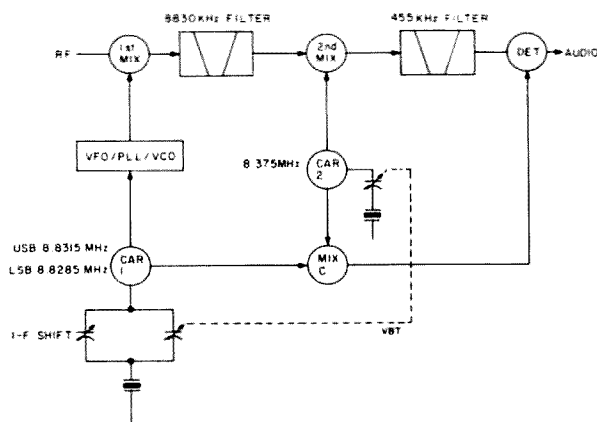 8830KHz FILTER
455KHz FILTER
RF
1st
MIX
2nd
MIX
DET
AUDIO
VFO/PLL/VCO
8.375MHz
CAR
2
USB 8.8315 MHz
LSB 8.8285 MHz
CAR
1
MIX
C
I-F SHIFT
VBT